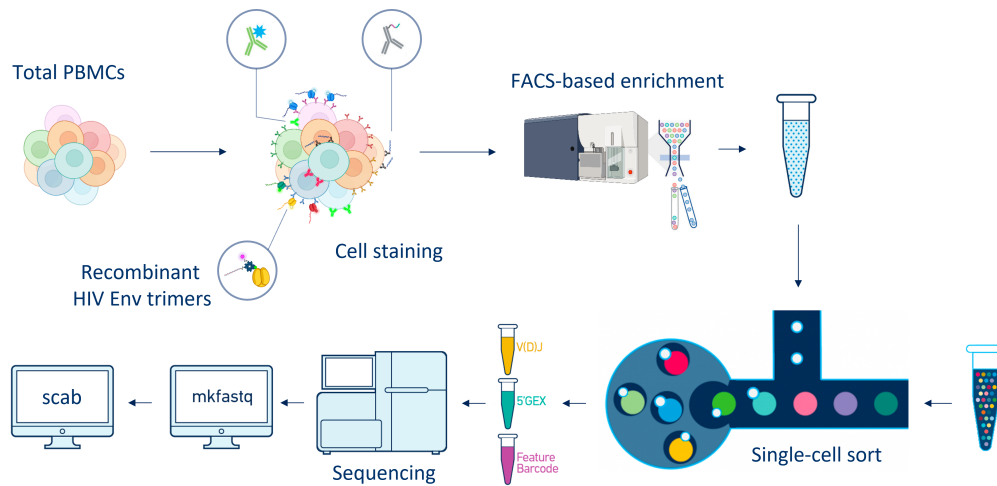 Total PBMCs
Cell staining
Recombinant
HIV Env trimers
FACS-based enrichment
Single-cell sort
V(D)J
5'GEX
Feature
Barcode
Sequencing
mkfastq
scab